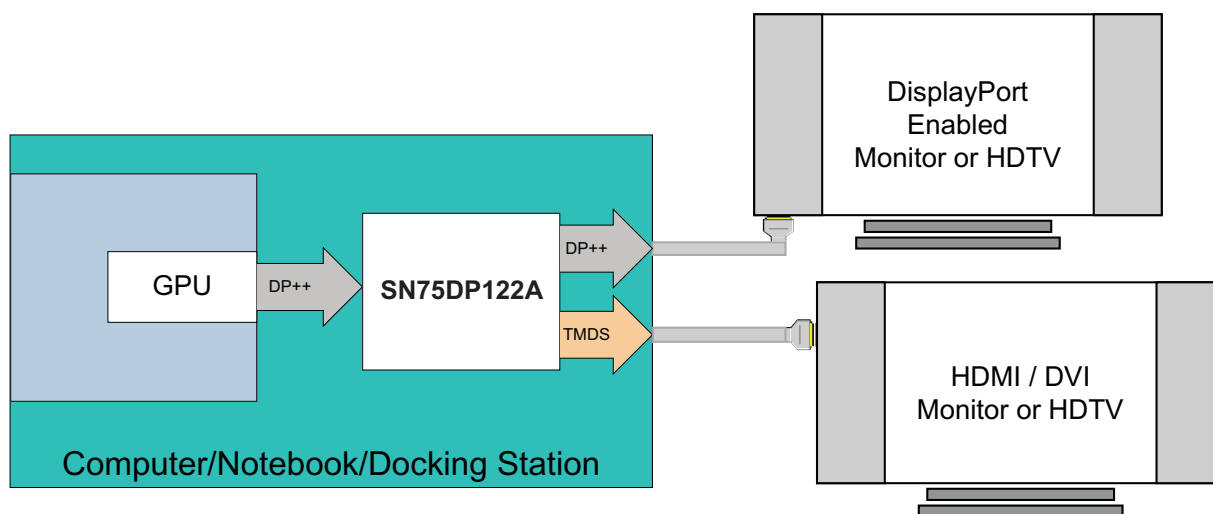 DisplayPort
Enabled
Monitor or HDTV
GPU
DP++
SN75DP122A
DP++
TMDS
HDMI / DVI
Monitor or HDTV
Computer/Notebook/Docking Station